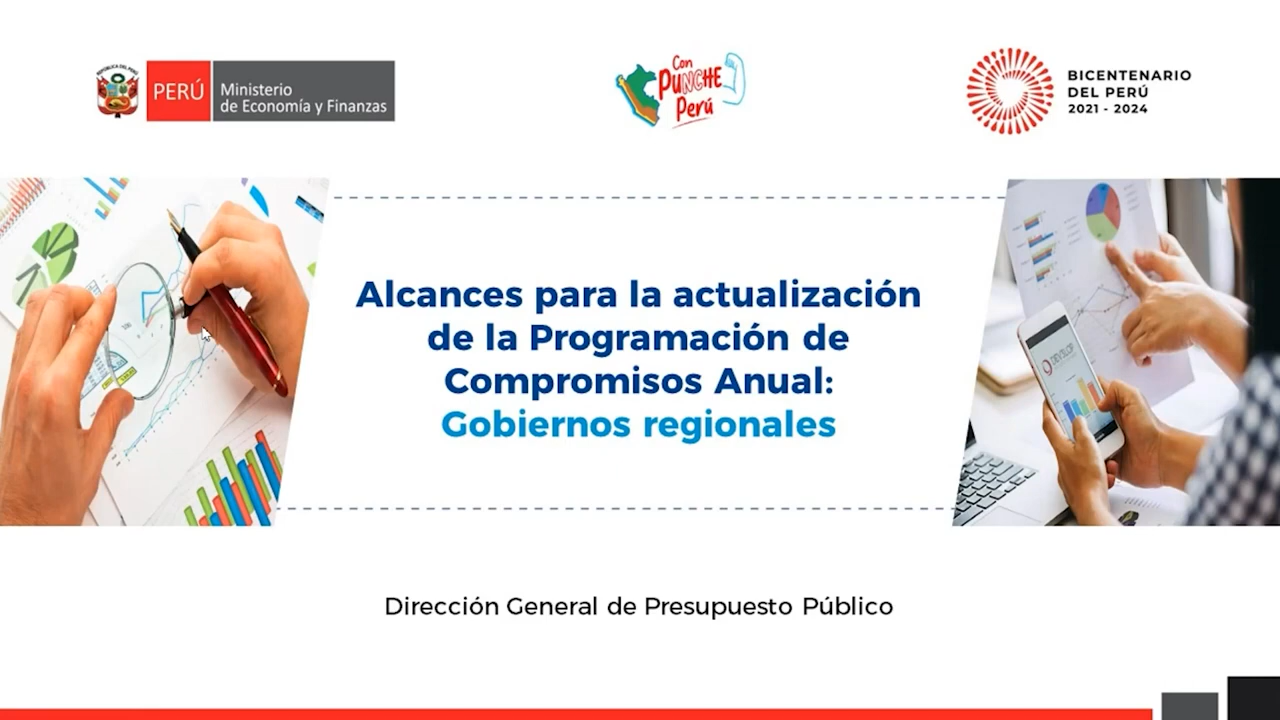 REPÚBLICA DEL PERÚ
PERÚ
Ministerio
de Economía y Finanzas
Con
PUNCHE
Perú
BICENTENARIO
DEL PERÚ
2021 - 2024
Alcances para la actualización
de la Programación de
Compromisos Anual:
Gobiernos regionales
DEVELOP
Dirección General de Presupuesto Público